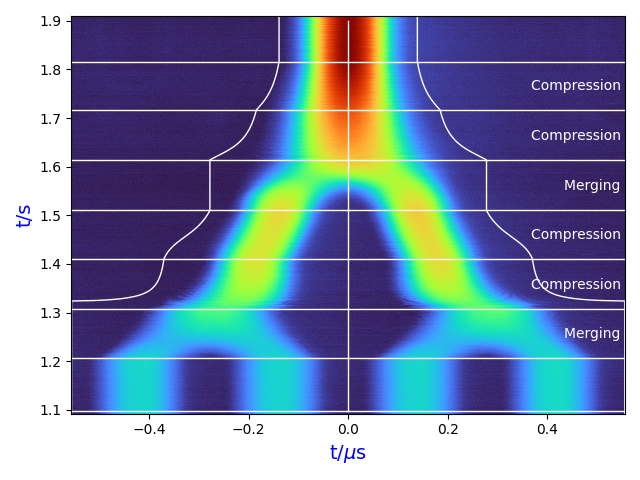 1.9
1.8
Compression
1.7
Compression
1.6
Merging
t/s
1.5
Compression
1.4
Compression
1.3
Merging
1.2
1.1
−0.4 −0.2 0.0 0.2 0.4
t/μs